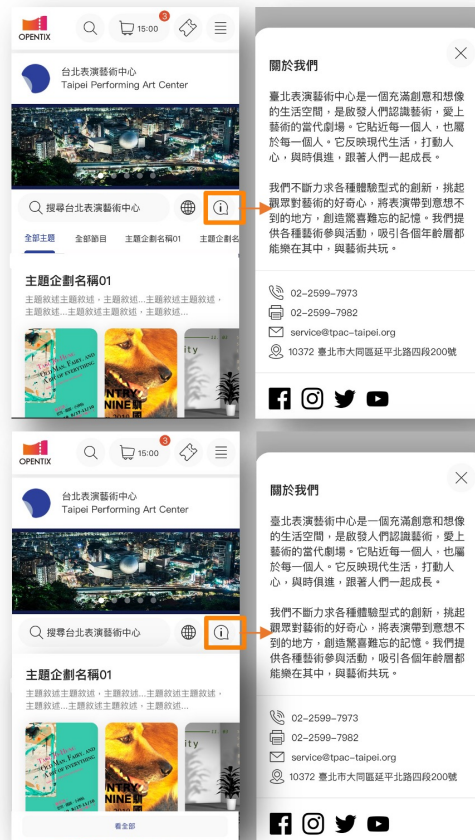 OPENTIX
15:00
3
台北表演藝術中心
Taipei Performing Art Center
搜尋台北表演藝術中心
全部主題
全部節目
主題企劃名稱01
主題企劃名
主題企劃名稱01
主題敘述主題敘述，主題敘述...主題敘述主題敘述，
主題敘述...主題敘述主題敘述，主題敘述...
OLD MAN, FAIRY, AND
ART OF EVERYTHING
NTRY
NINE
ity
關於我們
臺北表演藝術中心是一個充滿創意和想像
的生活空間，是啟發人們認識藝術，愛上
藝術的當代劇場。它貼近每一個人，也屬
於每一個人。它反映現代生活，打動人
心，與時俱進，跟著人們一起成長。
我們不斷力求各種體驗型式的創新，挑起
觀眾對藝術的好奇心，將表演帶到意想不
到的地方，創造驚喜難忘的記憶。我們提
供各種藝術參與活動，吸引各個年齡層都
能樂在其中，與藝術共玩。
02-2599-7973
02-2599-7982
service@tpac-taipei.org
10372 臺北市大同區延平北路四段200號
OPENTIX
15:00
3
台北表演藝術中心
Taipei Performing Art Center
搜尋台北表演藝術中心
主題企劃名稱01
主題敘述主題敘述，主題敘述...主題敘述主題敘述，
主題敘述...主題敘述主題敘述，主題敘述...
OLD MAN, FAIRY, AND
ART OF EVERYTHING
NTRY
NINE
ity
看全部
關於我們
臺北表演藝術中心是一個充滿創意和想像
的生活空間，是啟發人們認識藝術，愛上
藝術的當代劇場。它貼近每一個人，也屬
於每一個人。它反映現代生活，打動人
心，與時俱進，跟著人們一起成長。
我們不斷力求各種體驗型式的創新，挑起
觀眾對藝術的好奇心，將表演帶到意想不
到的地方，創造驚喜難忘的記憶。我們提
供各種藝術參與活動，吸引各個年齡層都
能樂在其中，與藝術共玩。
02-2599-7973
02-2599-7982
service@tpac-taipei.org
10372 臺北市大同區延平北路四段200號